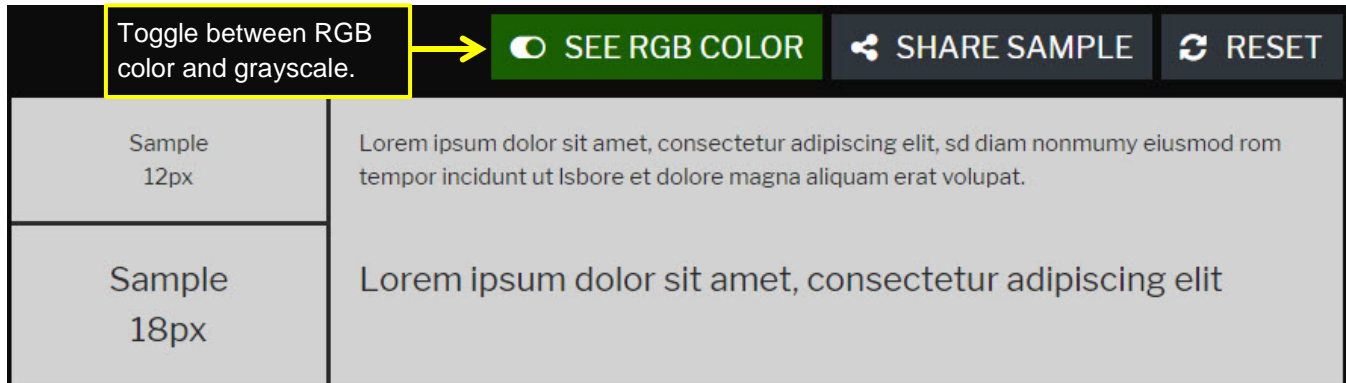 Toggle between RGB
color and grayscale.
SEE RGB COLOR
SHARE SAMPLE
RESET
Sample
12px
Lorem ipsum dolor sit amet, consectetur adipiscing elit, sd diam nonmumy eiusmod rom
tempor incidunt ut lsbore et dolore magna aliquam erat volupat.
Sample
18px
Lorem ipsum dolor sit amet, consectetur adipiscing elit